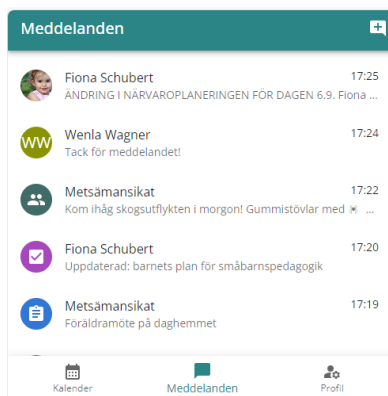 Meddelanden
Fiona Schubert 17:25
ÄNDRING I NÄRVAROPLANERINGEN FÖR DAGEN 6.9. Fiona ...
WW Wenla Wagner 17:24
Tack för meddelandet!
Metsämansikat 17:22
Kom ihåg skogsutflykten i morgon! Gummistövlar med ...
Fiona Schubert 17:20
Uppdaterad: barnets plan för småbarnspedagogik
Metsämansikat 17:19
Föräldramöte på daghemmet
Kalender Meddelanden Profil